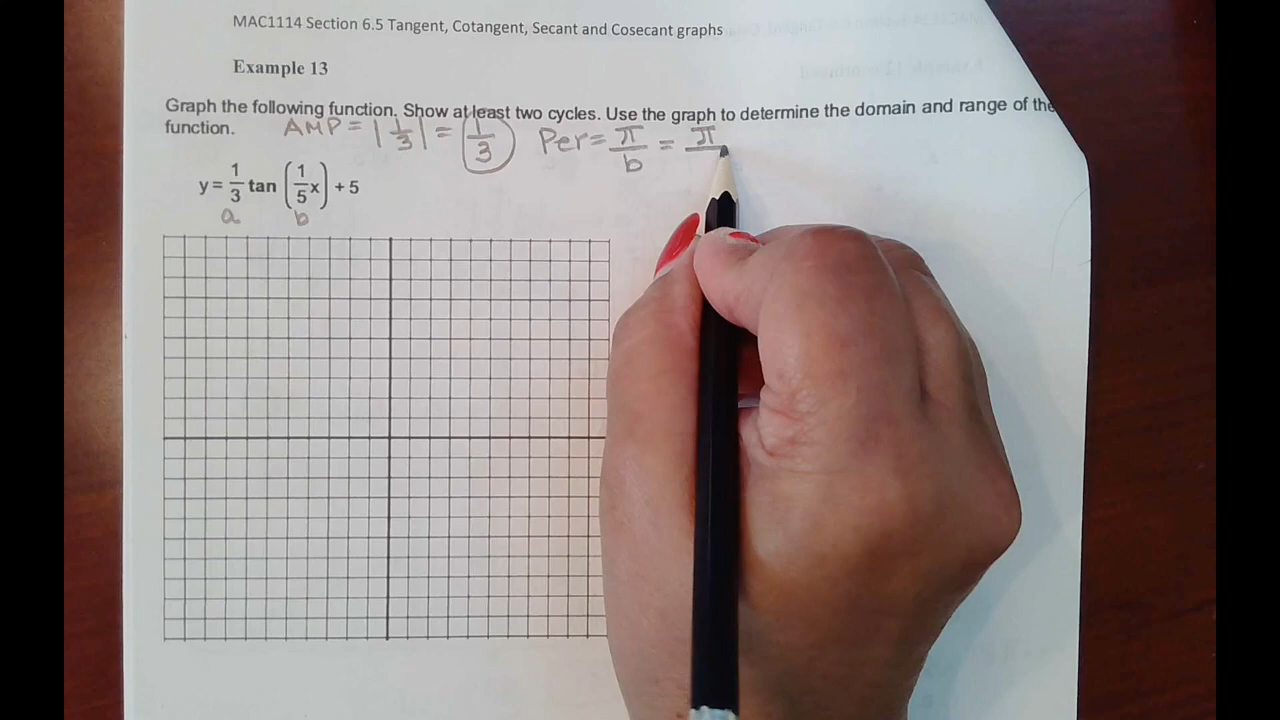 MAC1114 Section 6.5 Tangent, Cotangent, Secant and Cosecant graphs
Example 13
Graph the following function. Show at least two cycles. Use the graph to determine the domain and range of the
function.
AMP = |1/3| = 1/3 Per = π/b = π
y = 1/3 tan (1/5 x) + 5
a b